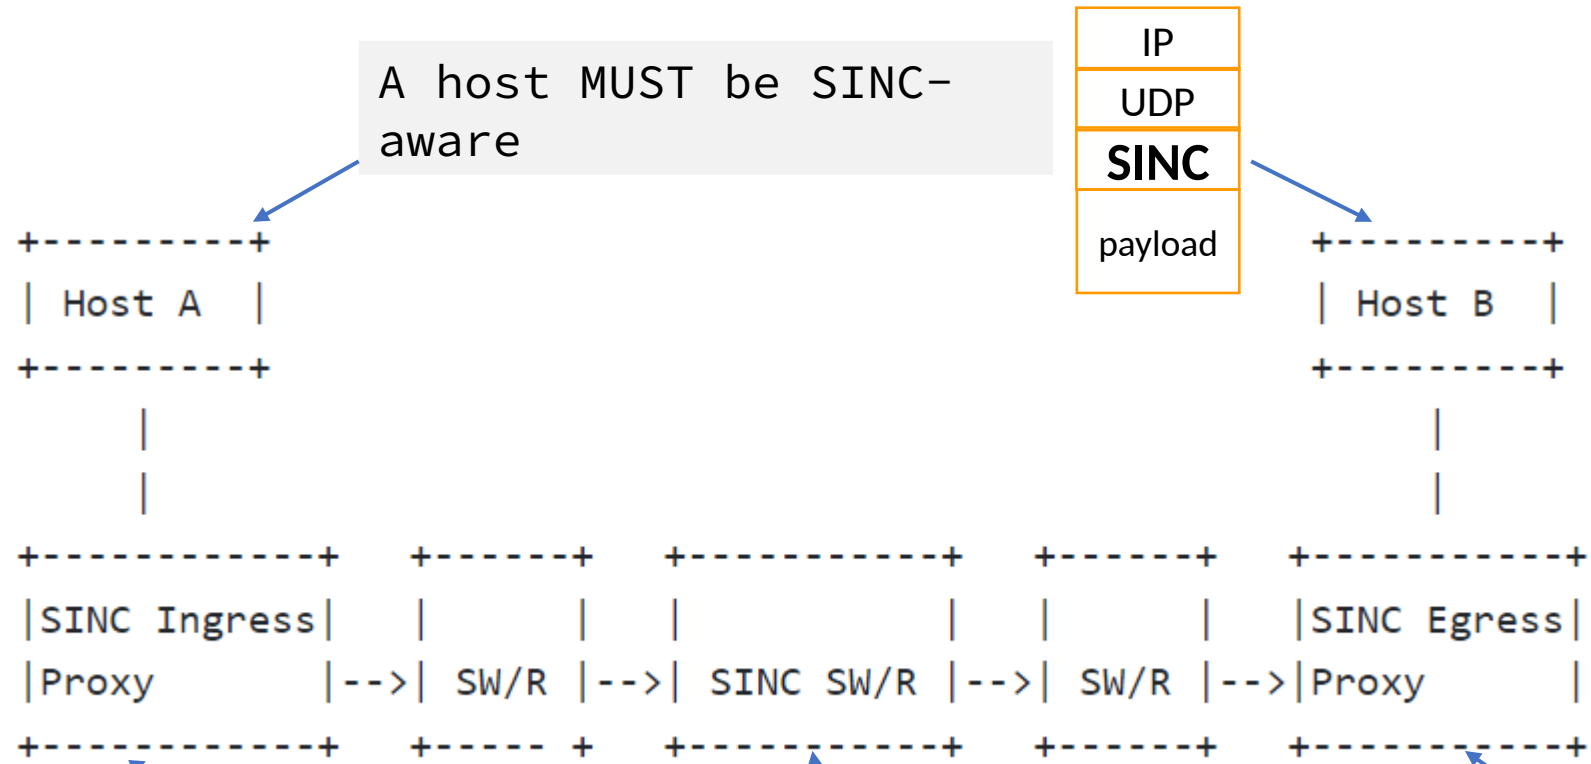 A host MUST be SINC-
aware
IP
UDP
SINC
payload
+---------+ +---------+
| Host A | | Host B |
+---------+ +---------+
| |
| |
+------------+ +------+ +-----------+ +------+ +-----------+
|SINC Ingress| | | | | | | |SINC Egress|
|Proxy |-->| SW/R |-->| SINC SW/R |-->| SW/R |-->|Proxy |
+------------+ +----- + +-----------+ +------+ +-----------+